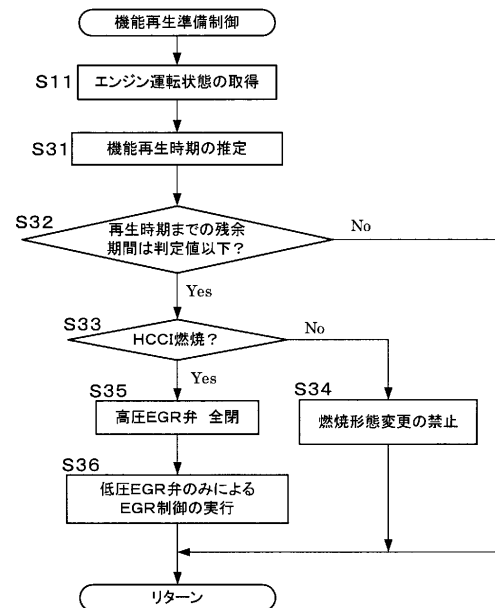 機能再生準備制御
S11
エンジン運転状態の取得
S31
機能再生時期の推定
S32
再生時期までの残余
期間は判定値以下？
No
Yes
S33
HCCI燃焼？
No
Yes
S35
高圧EGR弁 全閉
S34
燃焼形態変更の禁止
S36
低圧EGR弁のみによる
EGR制御の実行
リターン